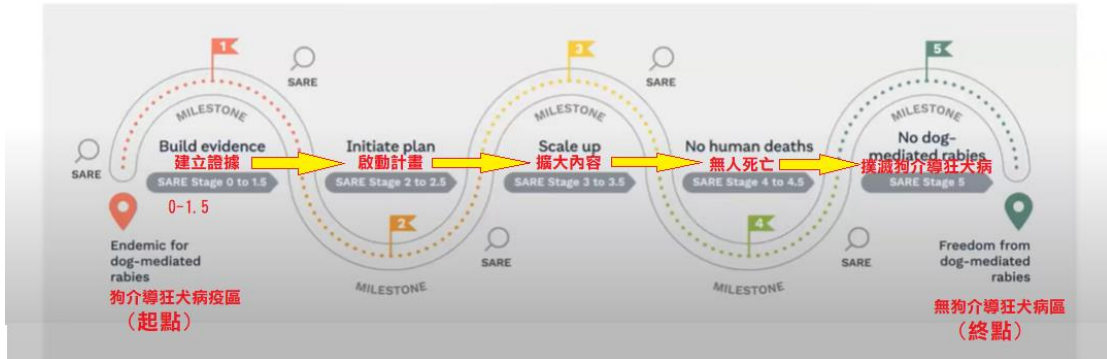 1
3
5
SARE
SARE
MILESTONE
MILESTONE
MILESTONE
Build evidence
建立證據
SARE Stage 0 to 1.5
0-1.5
Initiate plan
啟動計畫
SARE Stage 2 to 2.5
Scale up
擴大內容
SARE Stage 3 to 3.5
No human deaths
無人死亡
SARE Stage 4 to 4.5
No dog-
mediated rabies
撲滅狗介導狂犬病
SARE Stage 5
SARE
2
4
SARE
SARE
MILESTONE
MILESTONE
Endemic for
dog-mediated
rabies
狗介導狂犬病疫區
(起點)
Freedom from
dog-mediated
rabies
無狗介導狂犬病區
(終點)